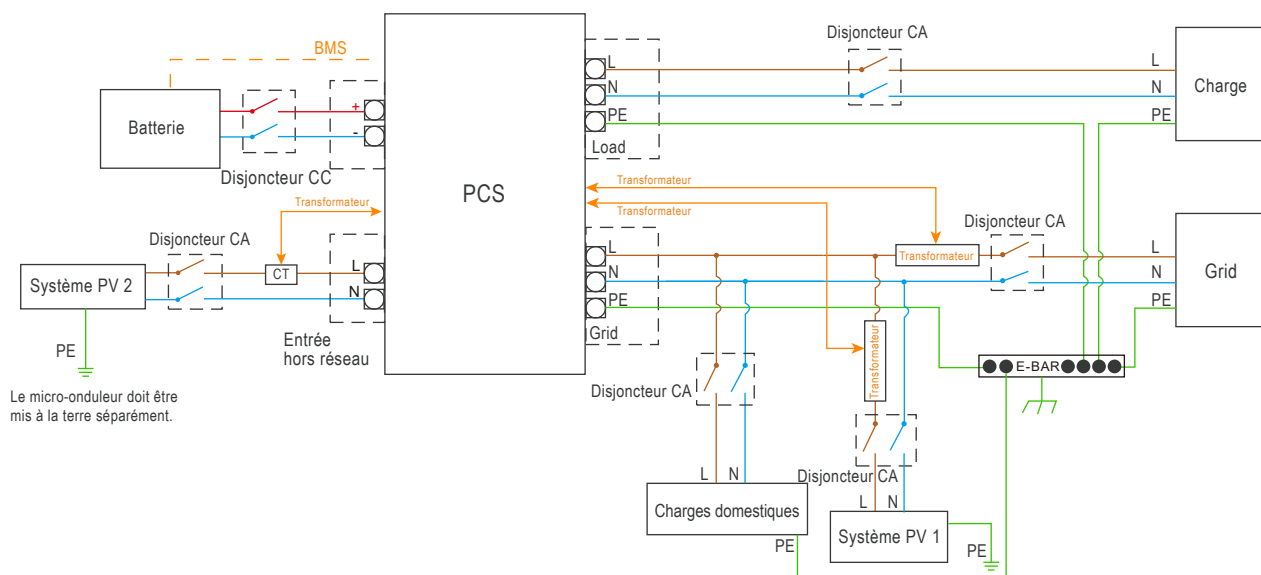 BMS
Batterie
+
-
Disjoncteur CC
Transformateur
Disjoncteur CA
Système PV 2
CT
L
N
Entrée
hors réseau
PE
Le micro-onduleur doit être
mis à la terre séparément.
PCS
L
N
PE
Load
Disjoncteur CA
L
N
PE
Charge
Transformateur
Transformateur
L
N
PE
Grid
Transformateur
Disjoncteur CA
L
N
PE
Grid
Transformateur
E-BAR
Disjoncteur CA
L N
Charges domestiques
PE
Disjoncteur CA
L N
Système PV 1
PE